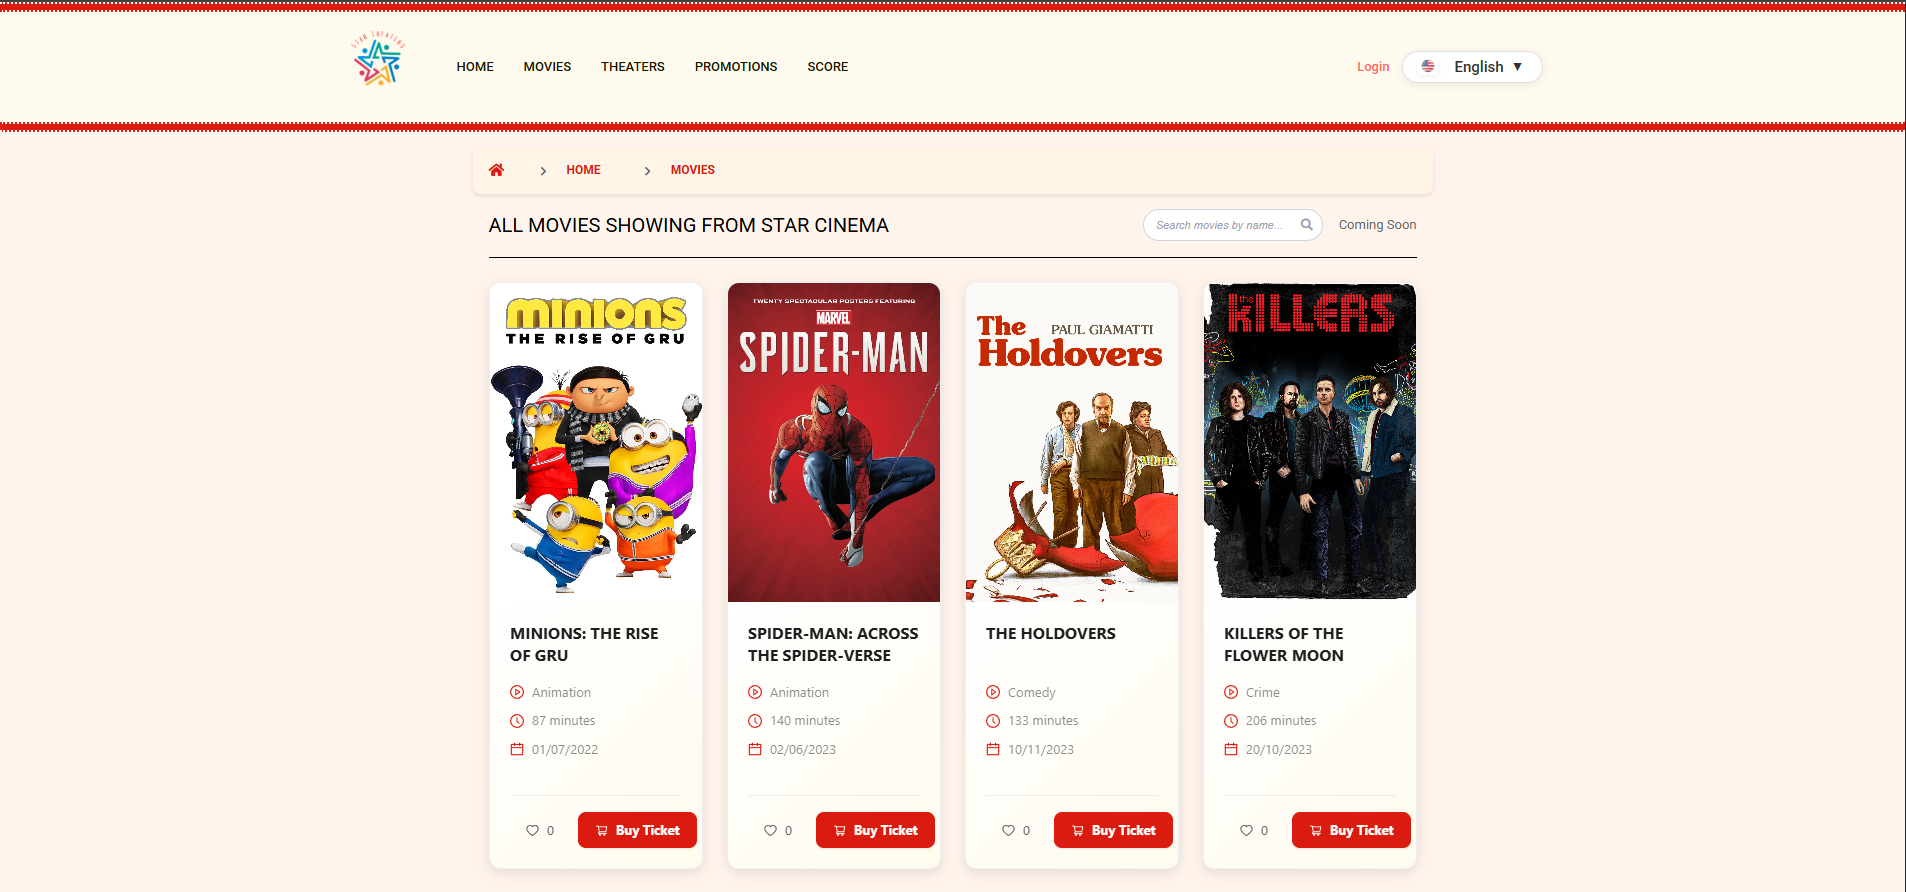 STAR THEATERS
HOME MOVIES THEATERS PROMOTIONS SCORE
Login English ▼
HOME MOVIES
ALL MOVIES SHOWING FROM STAR CINEMA
Search movies by name...
Coming Soon
minions
THE RISE OF GRU
MINIONS: THE RISE
OF GRU
Animation
87 minutes
01/07/2022
0 Buy Ticket
TWENTY SPECTACULAR POSTERS FEATURING
MARVEL
SPIDER-MAN
SPIDER-MAN: ACROSS
THE SPIDER-VERSE
Animation
140 minutes
02/06/2023
0 Buy Ticket
The PAUL GIAMATTI
Holdovers
THE HOLDOVERS
Comedy
133 minutes
10/11/2023
0 Buy Ticket
the
KILLERS
KILLERS OF THE
FLOWER MOON
Crime
206 minutes
20/10/2023
0 Buy Ticket